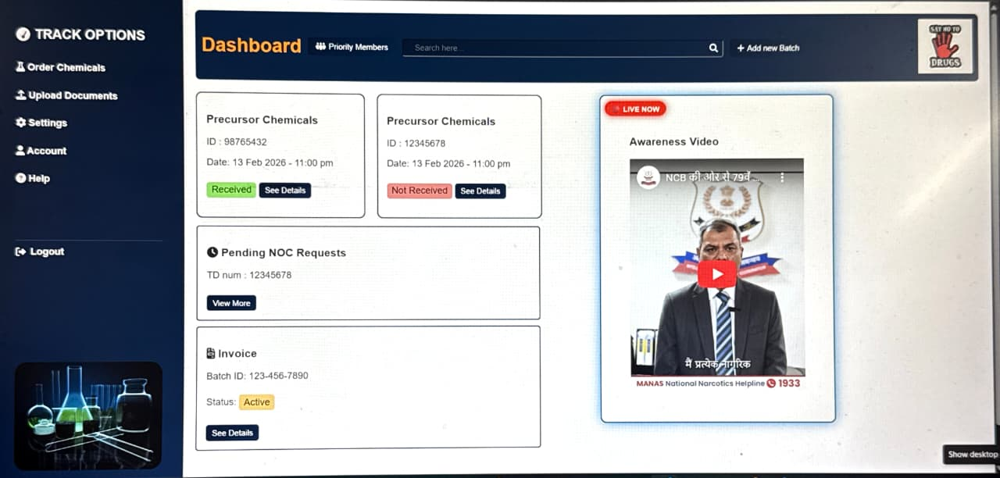 TRACK OPTIONS
Order Chemicals
Upload Documents
Settings
Account
Help
Logout
Dashboard
Priority Members
Search here...
+ Add new Batch
SAY NO TO
DRUGS
Precursor Chemicals
ID : 98765432
Date: 13 Feb 2026 - 11:00 pm
Received See Details
Precursor Chemicals
ID : 12345678
Date: 13 Feb 2026 - 11:00 pm
Not Received See Details
Pending NOC Requests
TD num : 12345678
View More
Invoice
Batch ID: 123-456-7890
Status: Active
See Details
LIVE NOW
Awareness Video
NCB की ओर से 79वें ...
मैं प्रत्येक नागरिक
MANAS National Narcotics Helpline 1933
Show desktop